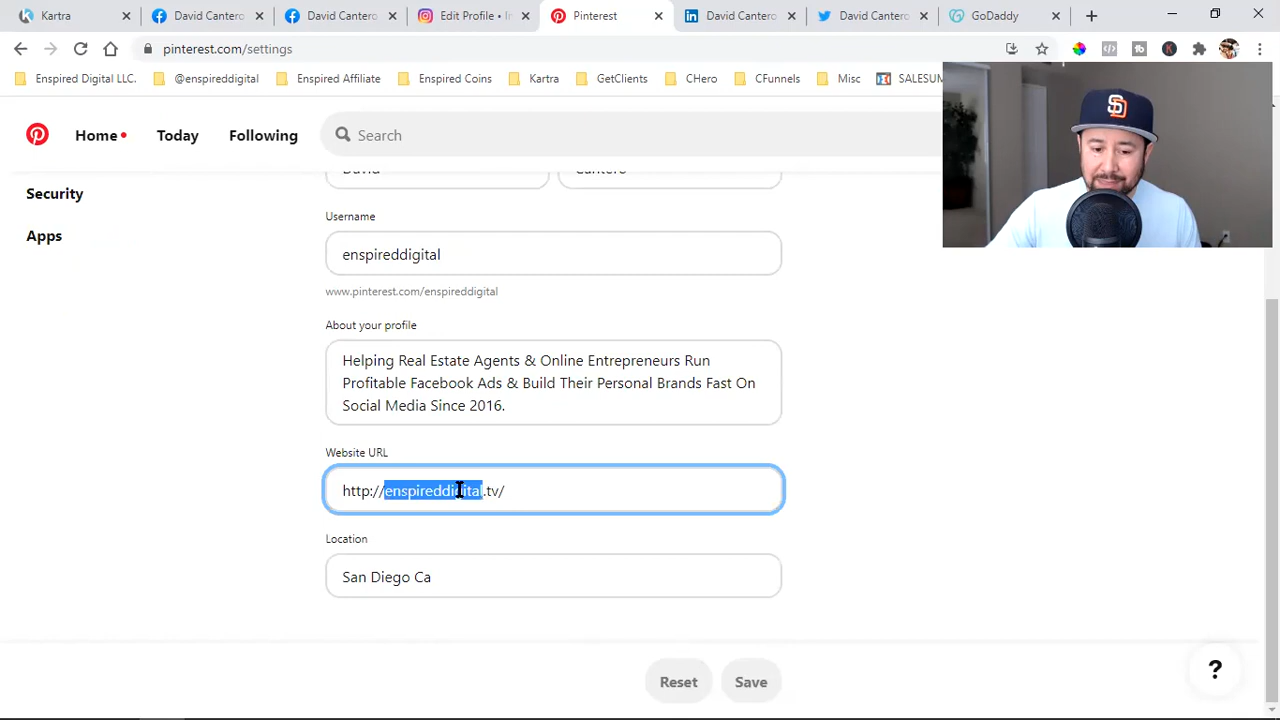 Kartra
David Cantero
David Cantero
Edit Profile • In
Pinterest
David Cantero
David Cantero
GoDaddy
pinterest.com/settings
Enspired Digital LLC.
@enspireddigital
Enspired Affiliate
Enspired Coins
Kartra
GetClients
CHero
CFunnels
Misc
SALESUM
Home
Today
Following
Search
SD
Security
Apps
David
Cantero
Username
enspireddigital
www.pinterest.com/enspireddigital
About your profile
Helping Real Estate Agents & Online Entrepreneurs Run
Profitable Facebook Ads & Build Their Personal Brands Fast On
Social Media Since 2016.
Website URL
http://enspireddigital.tv/
Location
San Diego Ca
Reset
Save
?